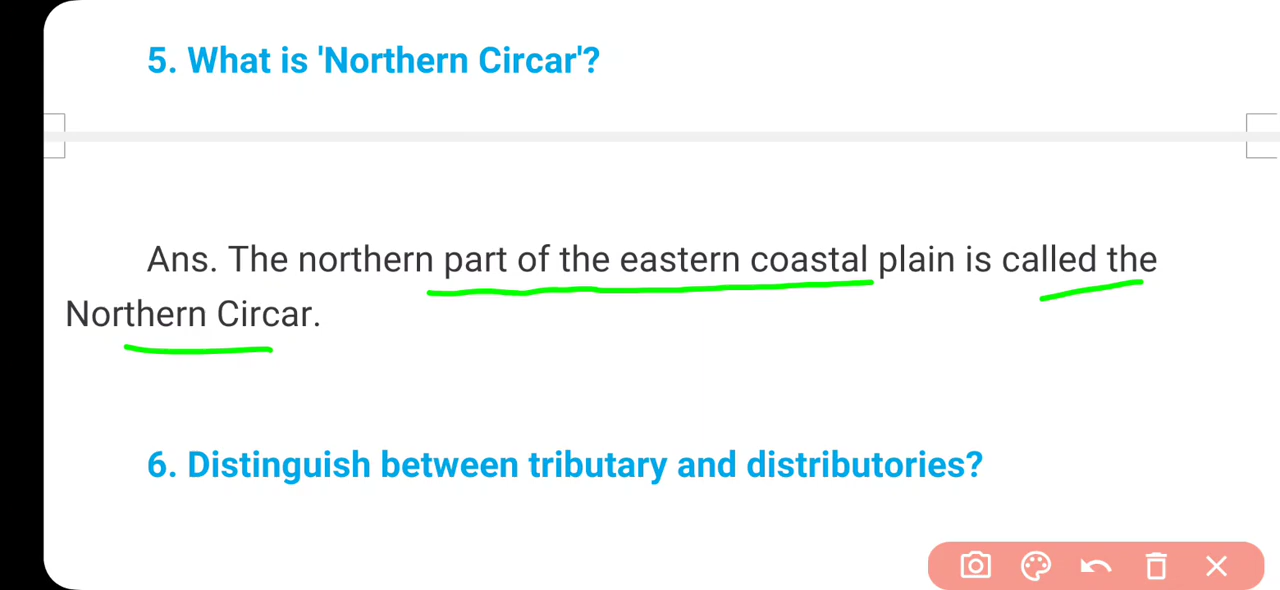 5. What is 'Northern Circar'?
Ans. The northern part of the eastern coastal plain is called the
Northern Circar.
6. Distinguish between tributary and distributories?